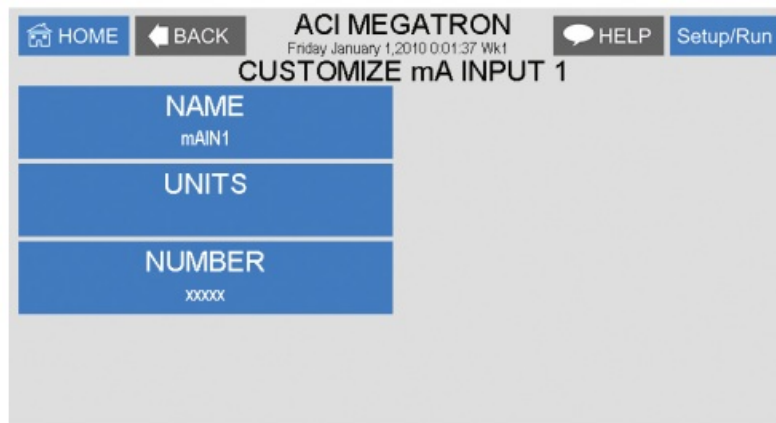 HOME
BACK
ACI MEGATRON
Friday January 1,2010 0:01:37 Wk1
HELP
Setup/Run
CUSTOMIZE mA INPUT 1
NAME
mAIN1
UNITS
NUMBER
xxxxx